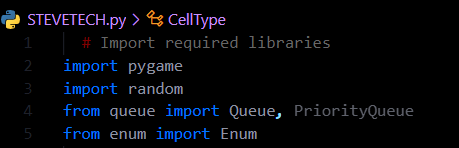 STEVETECH.py > CellType
1 # Import required libraries
2 import pygame
3 import random
4 from queue import Queue, PriorityQueue
5 from enum import Enum